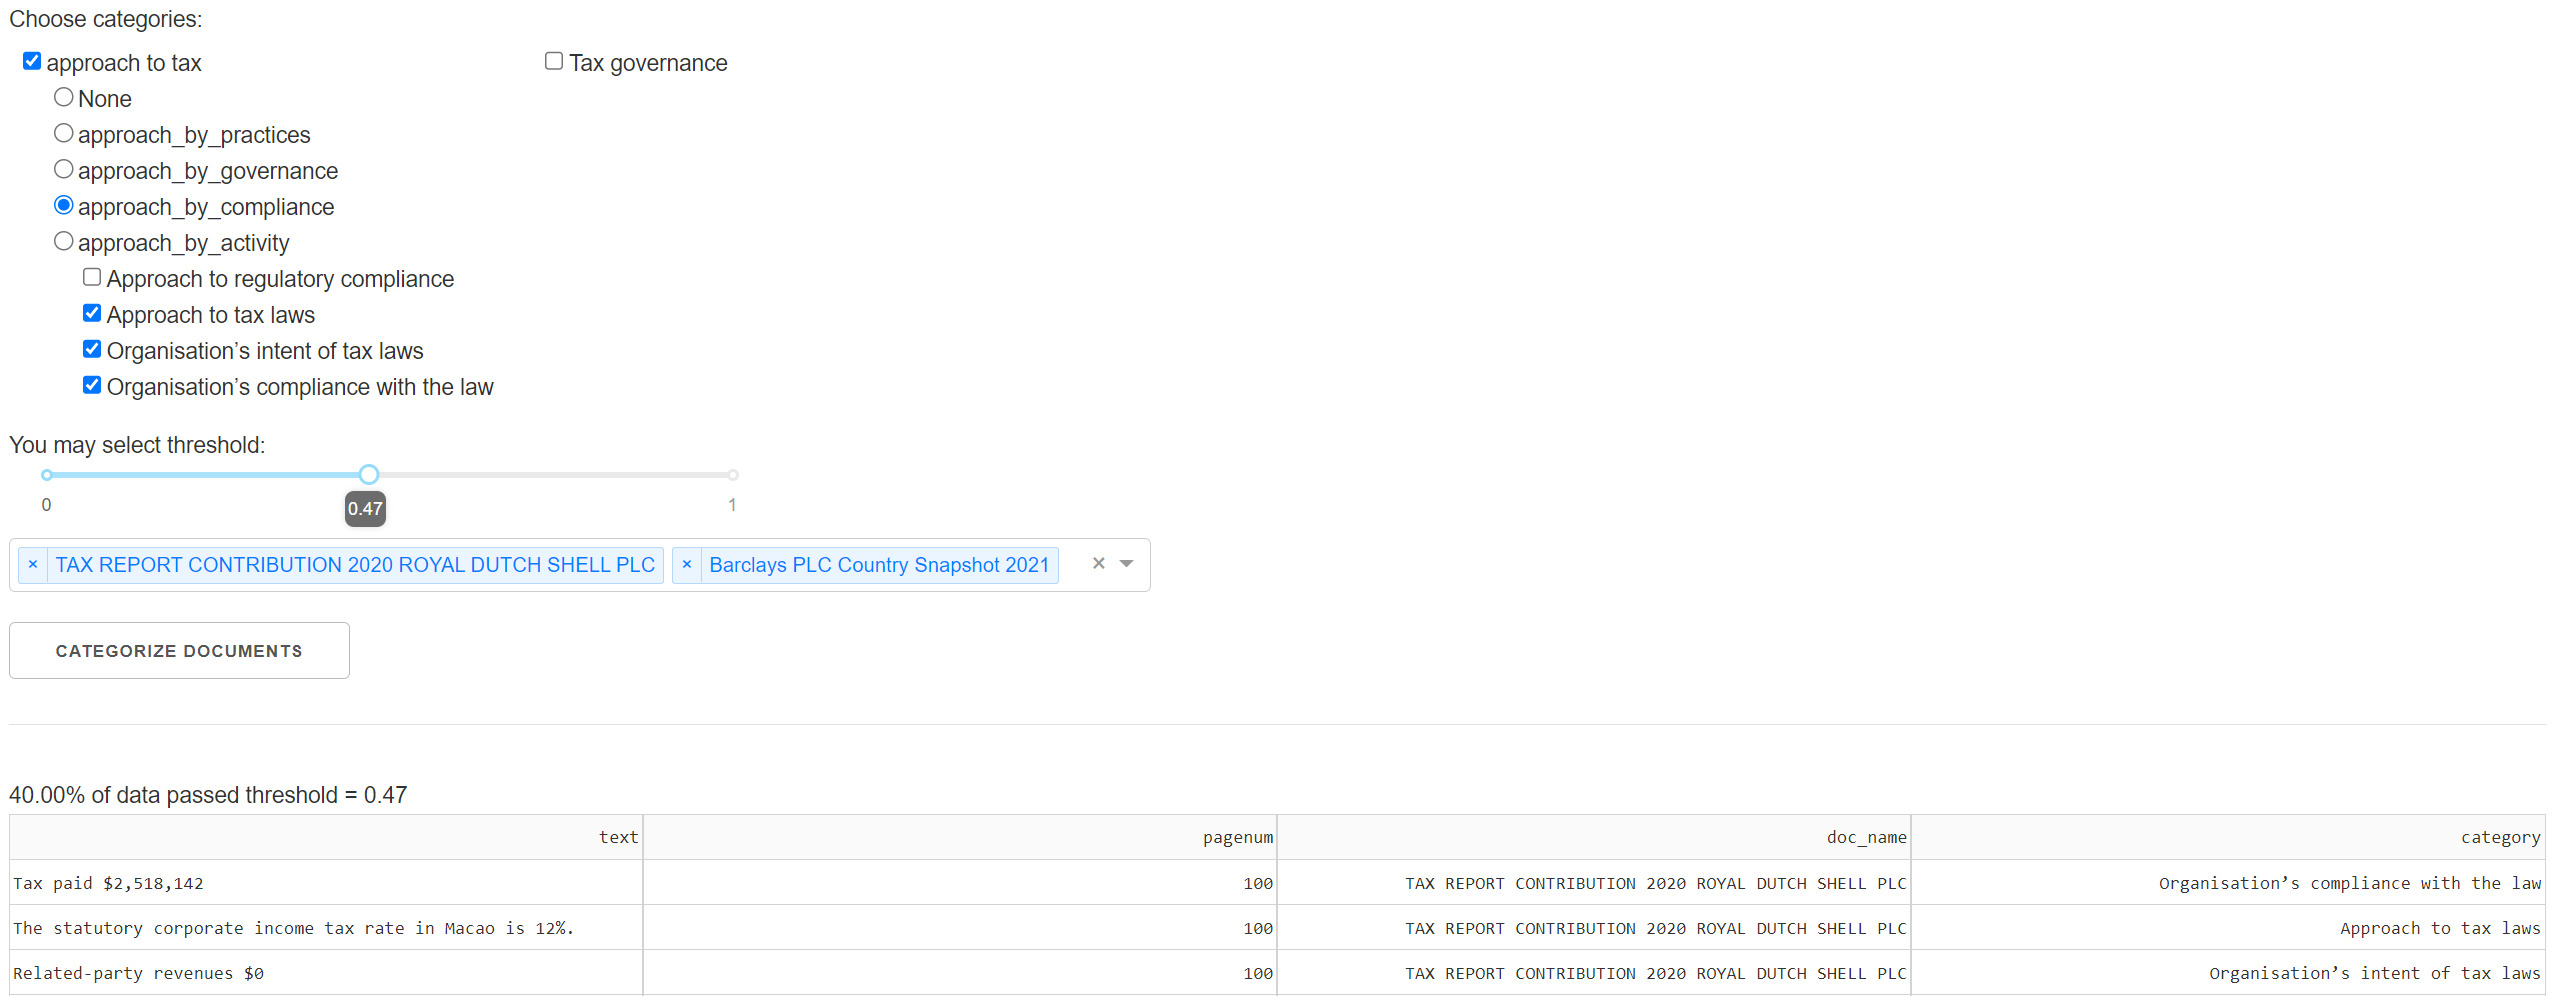 Choose categories:
approach to tax Tax governance
None
approach_by_practices
approach_by_governance
approach_by_compliance
approach_by_activity
Approach to regulatory compliance
Approach to tax laws
Organisation’s intent of tax laws
Organisation’s compliance with the law
You may select threshold:
0 0.47 1
× TAX REPORT CONTRIBUTION 2020 ROYAL DUTCH SHELL PLC × Barclays PLC Country Snapshot 2021 ×
CATEGORIZE DOCUMENTS
40.00% of data passed threshold = 0.47
text pagenum doc_name category
Tax paid $2,518,142 100 TAX REPORT CONTRIBUTION 2020 ROYAL DUTCH SHELL PLC Organisation’s compliance with the law
The statutory corporate income tax rate in Macao is 12%. 100 TAX REPORT CONTRIBUTION 2020 ROYAL DUTCH SHELL PLC Approach to tax laws
Related-party revenues $0 100 TAX REPORT CONTRIBUTION 2020 ROYAL DUTCH SHELL PLC Organisation’s intent of tax laws